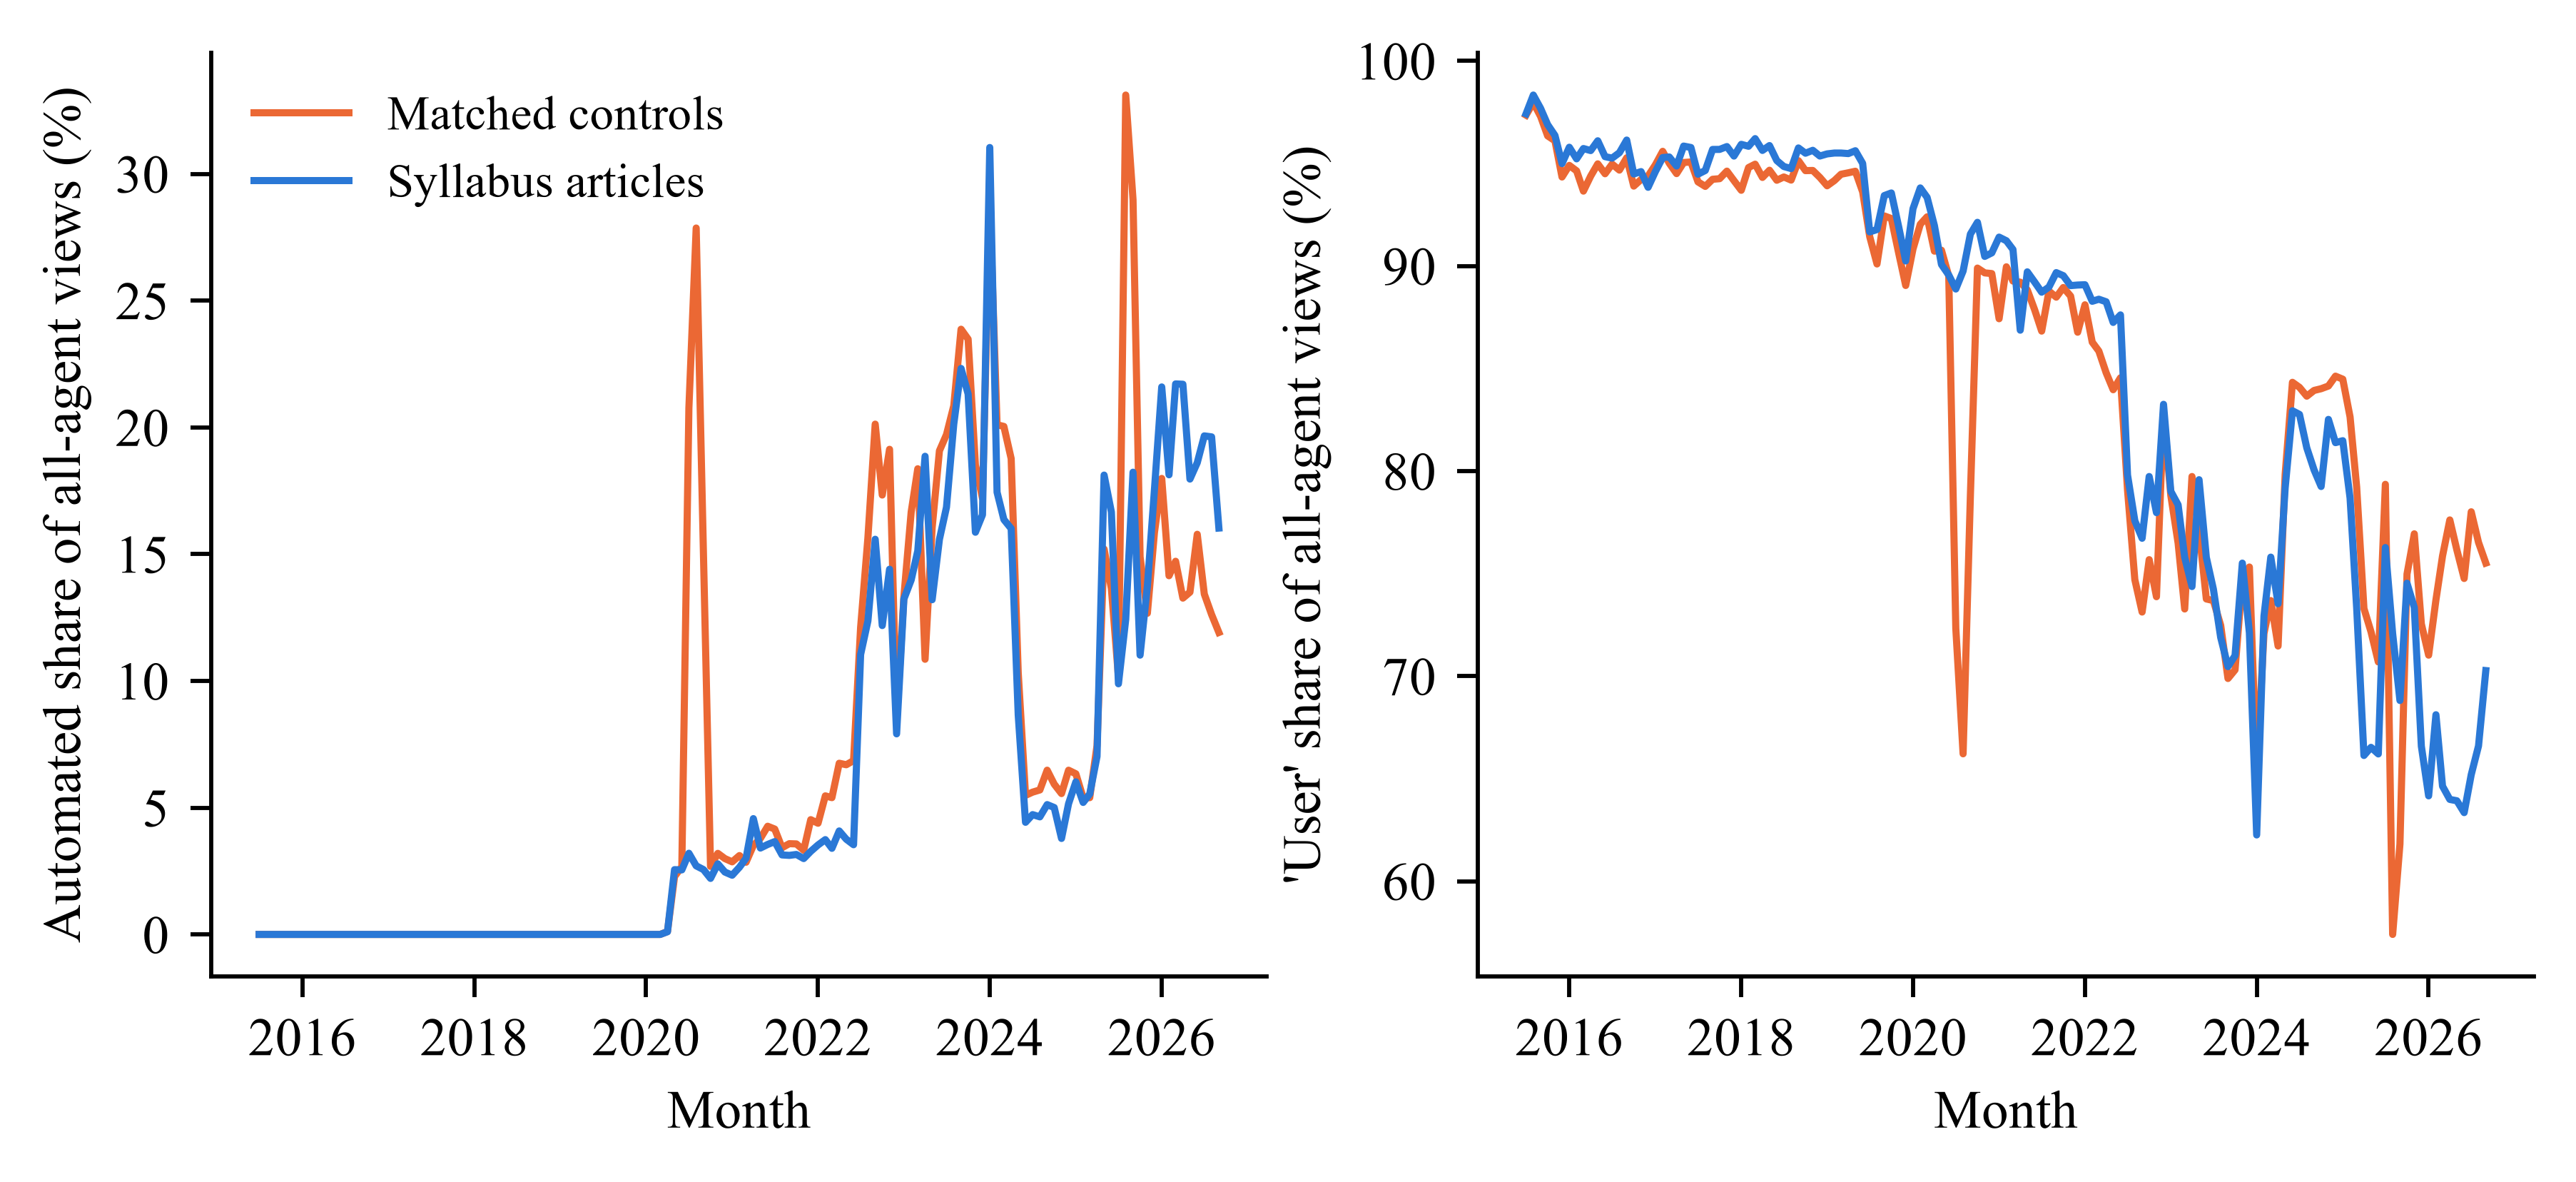 Automated share of all-agent views (%)
30
25
20
15
10
5
0
Matched controls
Syllabus articles
2016 2018 2020 2022 2024 2026
Month
'User' share of all-agent views (%)
100
90
80
70
60
2016 2018 2020 2022 2024 2026
Month